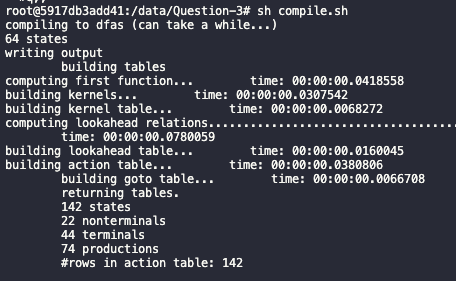 root@5917db3add41:/data/Question-3# sh compile.sh
compiling to dfas (can take a while...)
64 states
writing output
        building tables
computing first function...        time: 00:00:00.0418558
building kernels...        time: 00:00:00.0307542
building kernel table...        time: 00:00:00.0068272
computing lookahead relations.....................................
        time: 00:00:00.0780059
building lookahead table...        time: 00:00:00.0160045
building action table...        time: 00:00:00.0380806
        building goto table...        time: 00:00:00.0066708
        returning tables.
        142 states
        22 nonterminals
        44 terminals
        74 productions
        #rows in action table: 142